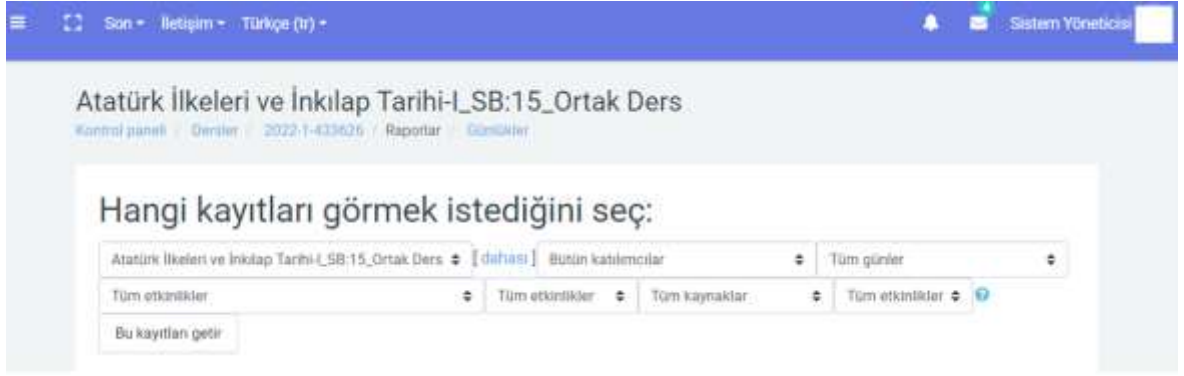 Son İletişim Türkçe (tr) 4 Sistem Yöneticisi
Atatürk İlkeleri ve İnkılap Tarihi-I_SB:15_Ortak Ders
Kontrol paneli / Dersler / 2022-1-433626 / Raporlar / Günlükler
Hangi kayıtları görmek istediğini seç:
Atatürk İlkeleri ve İnkılap Tarihi-I_SB:15_Ortak Ders [ dahası ] Bütün katılımcılar Tüm günler
Tüm etkinlikler Tüm etkinlikler Tüm kaynaklar Tüm etkinlikler
Bu kayıtları getir